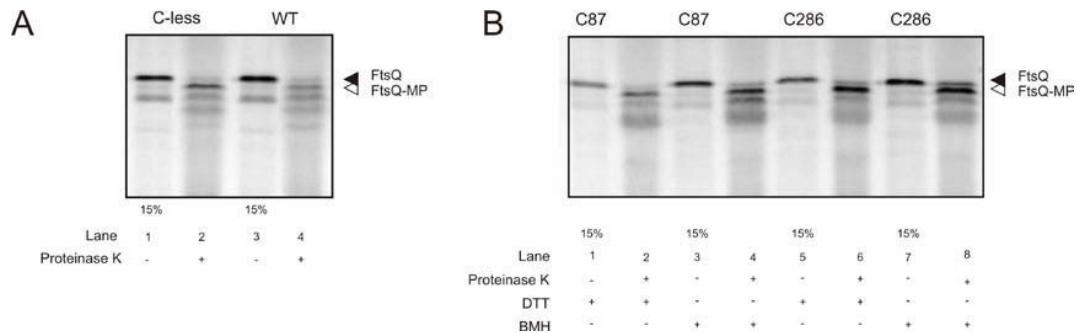 A
C-less WT
FtsQ
FtsQ-MP
15% 15%
Lane 1 2 3 4
Proteinase K - + - +
B
C87 C87 C286 C286
FtsQ
FtsQ-MP
15% 15% 15% 15%
Lane 1 2 3 4 5 6 7 8
Proteinase K - + - + - + - +
DTT + + - - + + - -
BMH - - + + - - + +